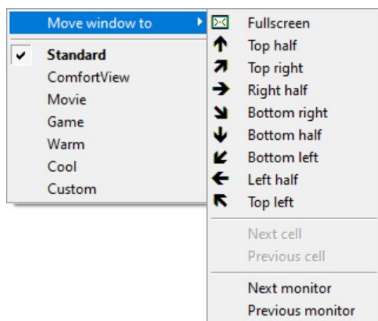 Move window to
Standard
ComfortView
Movie
Game
Warm
Cool
Custom
Fullscreen
Top half
Top right
Right half
Bottom right
Bottom half
Bottom left
Left half
Top left
Next cell
Previous cell
Next monitor
Previous monitor